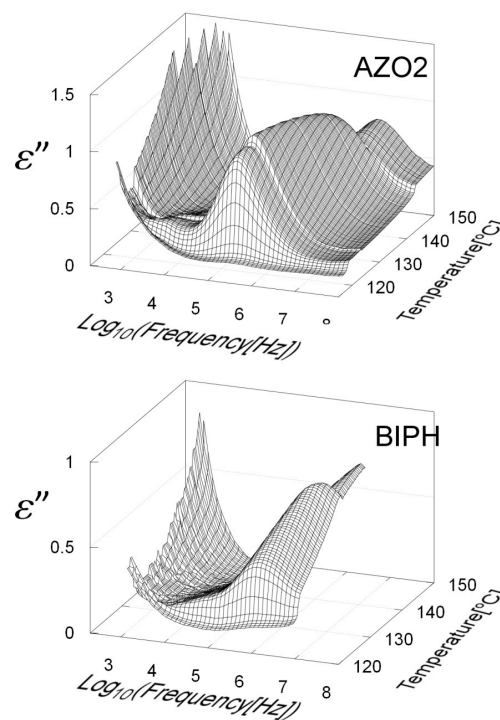 AZO2
1.5
1
0.5
0
ε″
3 4 5 6 7 8
Log10(Frequency[Hz])
120 130 140 150
Temperature[°C]
BIPH
1
0.5
0
ε″
3 4 5 6 7 8
Log10(Frequency[Hz])
120 130 140 150
Temperature[°C]